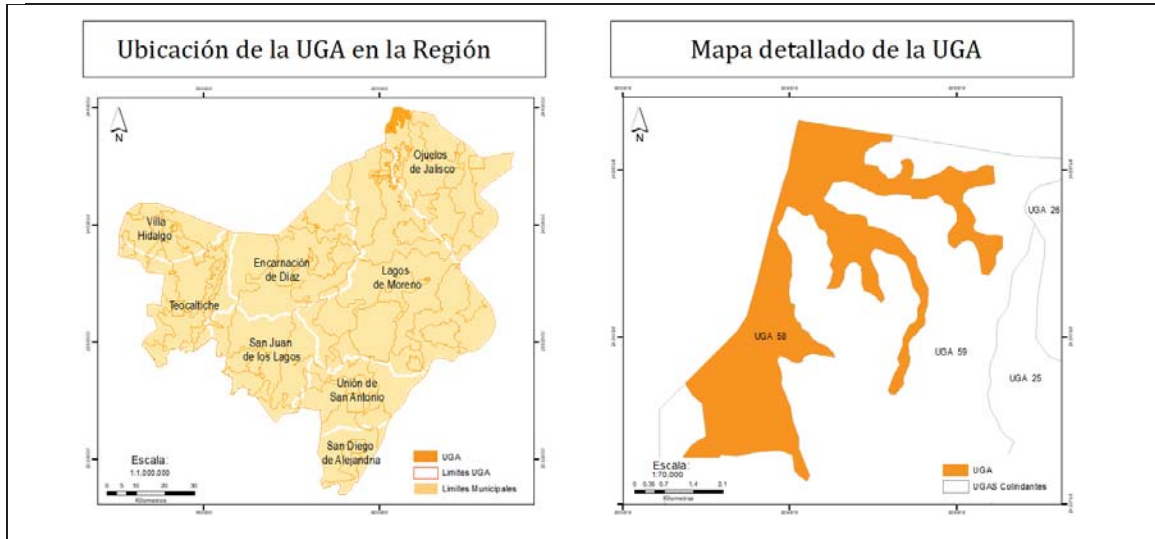 Ubicación de la UGA en la Región
Mapa detallado de la UGA
N
Ojuelos
de Jalisco
Villa
Hidalgo
Encarnación
de Díaz
Lagos
de Moreno
Teocaltiche
San Juan
de los Lagos
Unión de
San Antonio
San Diego
de Alejandria
Escala:
1:1,000,000
0 5 10 20 30
Kilometros
UGA
Limites UGA
Limites Municipales
N
UGA 26
UGA 58
UGA 59
UGA 25
Escala:
1:70,000
0 0.35 0.7 1.4 2.1
Kilometros
UGA
UGAS Colindantes